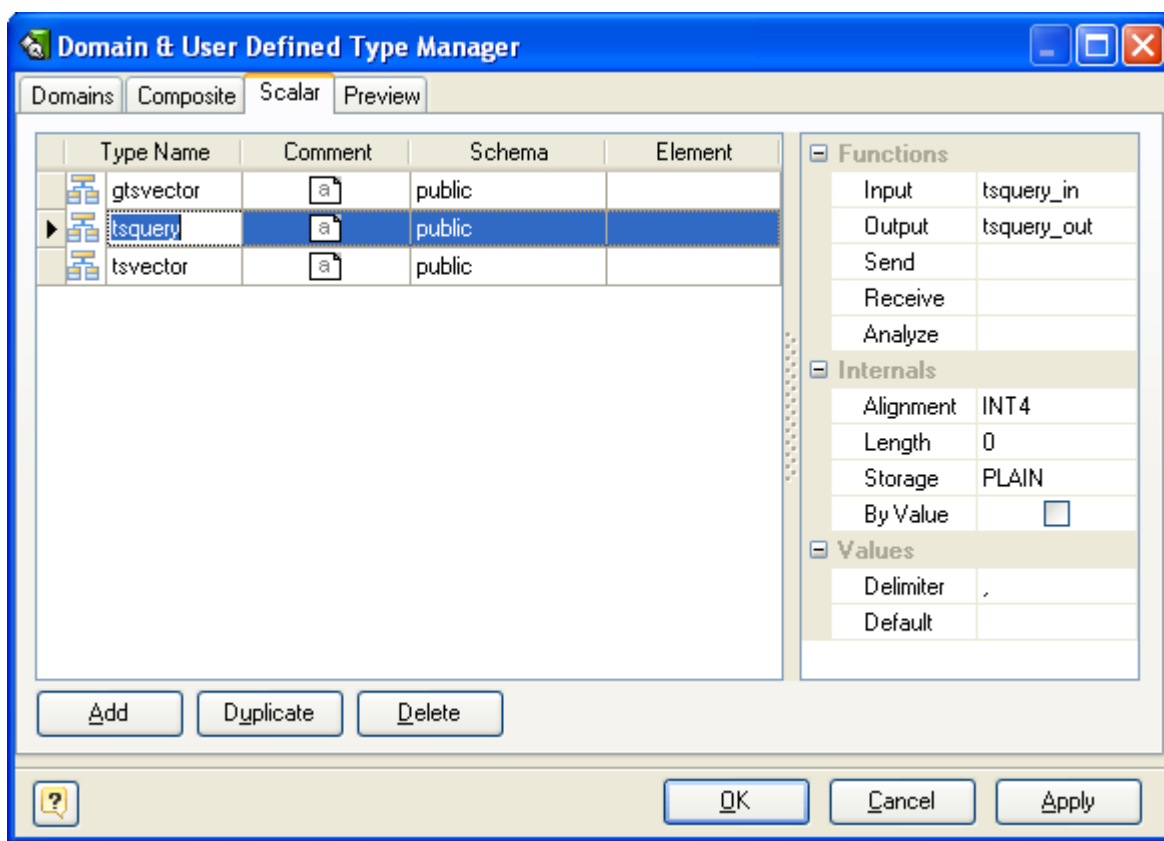 Domain & User Defined Type Manager
Domains Composite Scalar Preview
Type Name Comment Schema Element
gtsvector a public
tsquery a public
tsvector a public
Functions
Input tsquery_in
Output tsquery_out
Send
Receive
Analyze
Internals
Alignment INT4
Length 0
Storage PLAIN
By Value
Values
Delimiter ,
Default
Add Duplicate Delete
? OK Cancel Apply